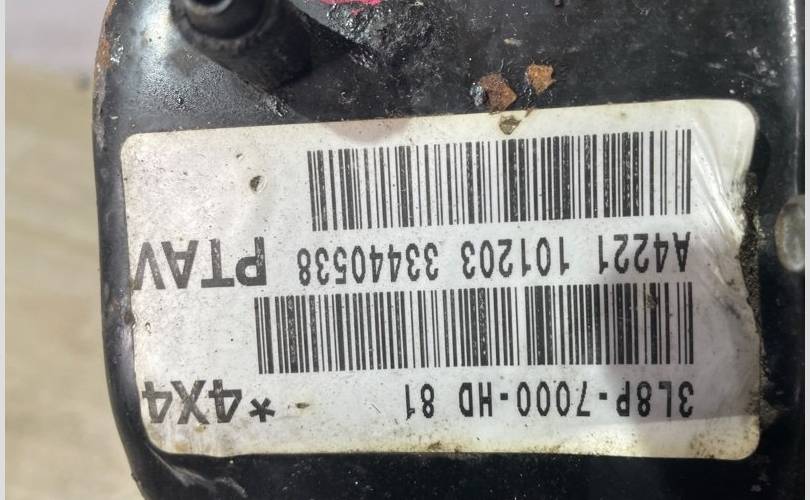 3L8P-7000-HD 81 *4X4
A4221 101203 33440538 PTAV